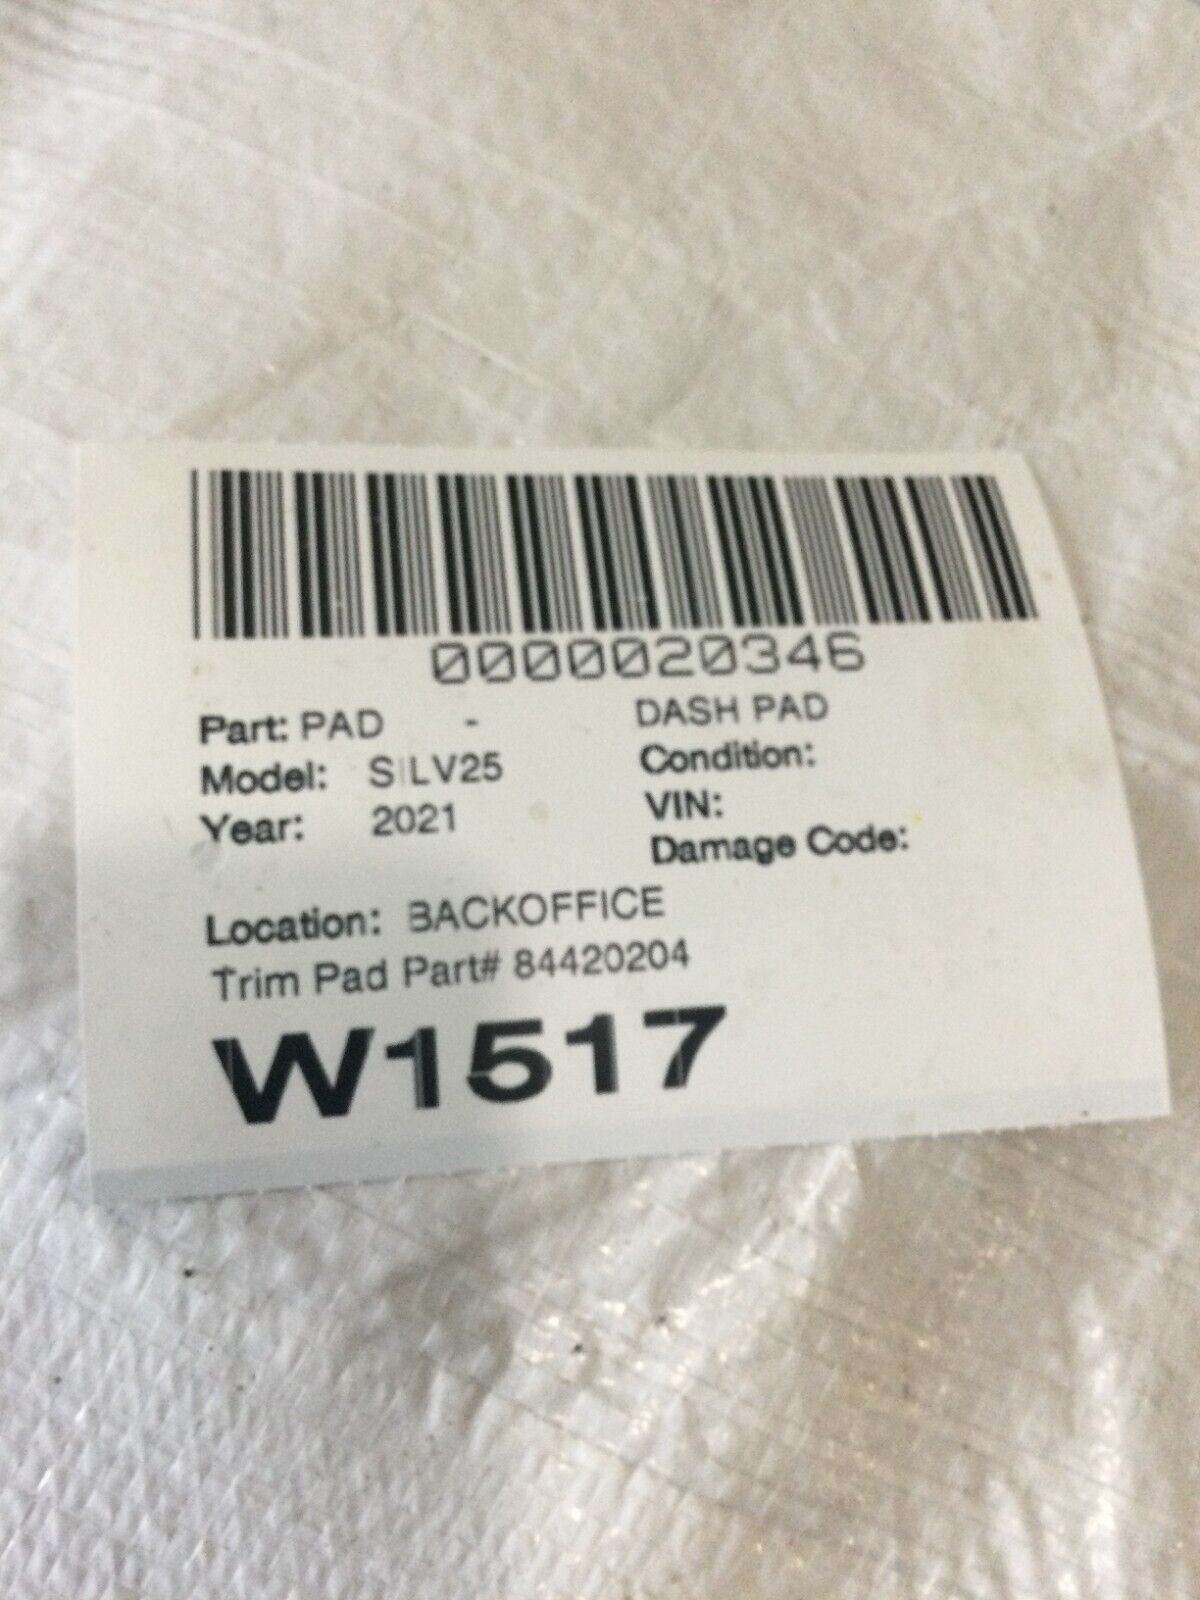 0000020346
Part: PAD - DASH PAD
Model: SILV25 Condition:
Year: 2021 VIN:
Damage Code:
Location: BACKOFFICE
Trim Pad Part# 84420204
W1517